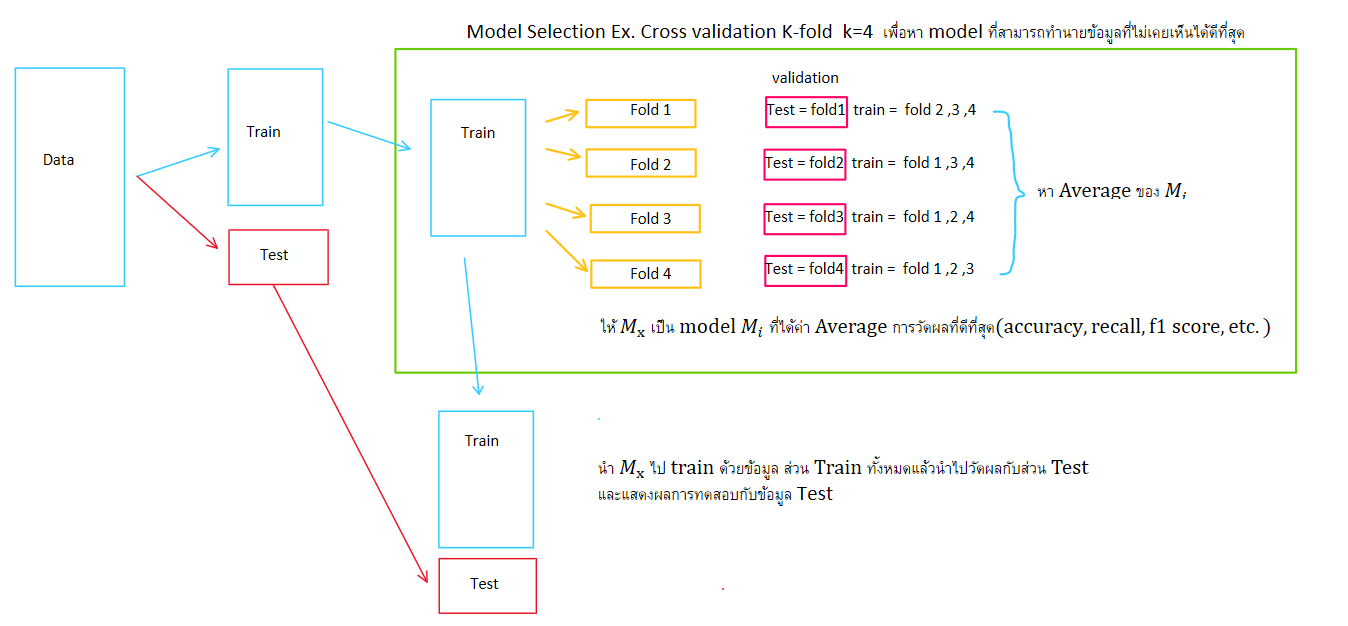 Model Selection Ex. Cross validation K-fold k=4 เพื่อหา model ที่สามารถทำนายข้อมูลที่ไม่เคยเห็นได้ดีที่สุด
Data
Train
Test
Train
Fold 1
Fold 2
Fold 3
Fold 4
validation
Test = fold1 train = fold 2 ,3 ,4
Test = fold2 train = fold 1 ,3 ,4
Test = fold3 train = fold 1 ,2 ,4
Test = fold4 train = fold 1 ,2 ,3
หา Average ของ Mᵢ
ให้ Mₓ เป็น model Mᵢ ที่ได้ค่า Average การวัดผลที่ดีที่สุด(accuracy, recall, f1 score, etc. )
Train
นำ Mₓ ไป train ด้วยข้อมูล ส่วน Train ทั้งหมดแล้วนำไปวัดผลกับส่วน Test
และแสดงผลการทดสอบกับข้อมูล Test
Test